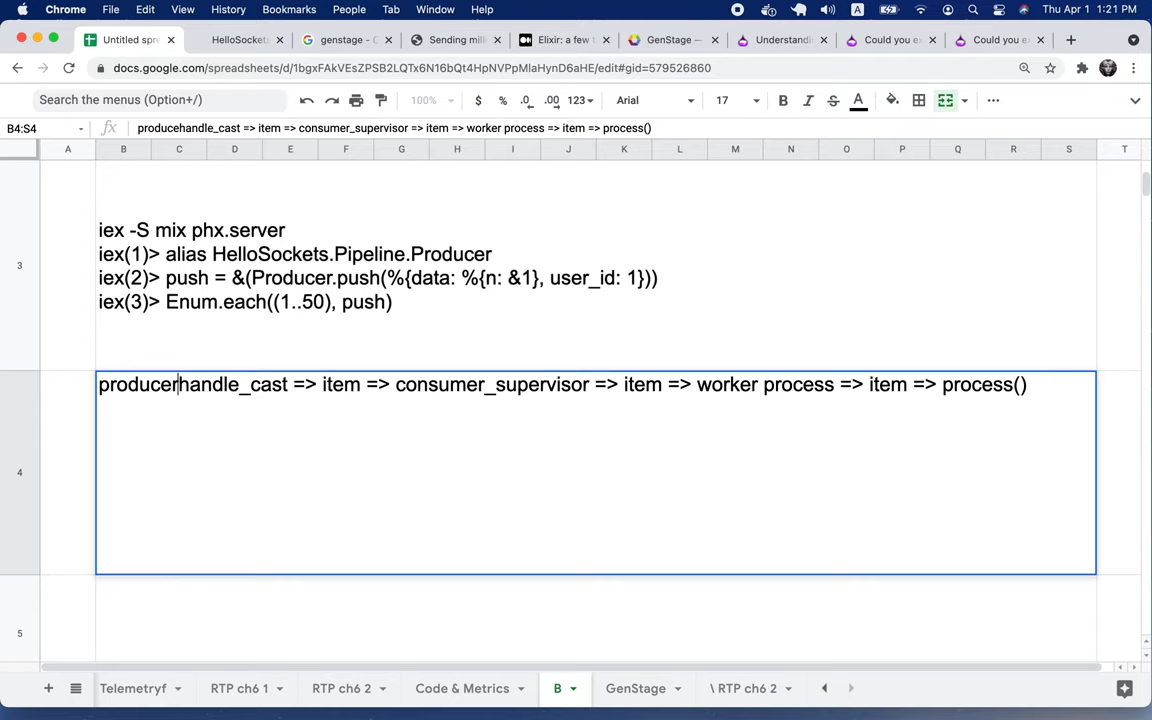 Chrome File Edit View History Bookmarks People Tab Window Help A Thu Apr 1 1:21 PM
Untitled spre HelloSocket genstage - G Sending mill Elixir: a few t GenStage — Understandi Could you ex Could you ex
docs.google.com/spreadsheets/d/1bgxFAkVEsZPSB2LQTx6N16bQt4HpNVPpMlaHynD6aHE/edit#gid=579526860
Search the menus (Option+/) 100% $ % .0 .00 123 Arial 17 B I S A
B4:S4 fx producehandle_cast => item => consumer_supervisor => item => worker process => item => process()
A B C D E F G H I J K L M N O P Q R S T
3
iex -S mix phx.server
iex(1)> alias HelloSockets.Pipeline.Producer
iex(2)> push = &(Producer.push(%{data: %{n: &1}, user_id: 1}))
iex(3)> Enum.each((1..50), push)
4
producerhandle_cast => item => consumer_supervisor => item => worker process => item => process()
5
Telemetryf RTP ch6 1 RTP ch6 2 Code & Metrics B GenStage \ RTP ch6 2